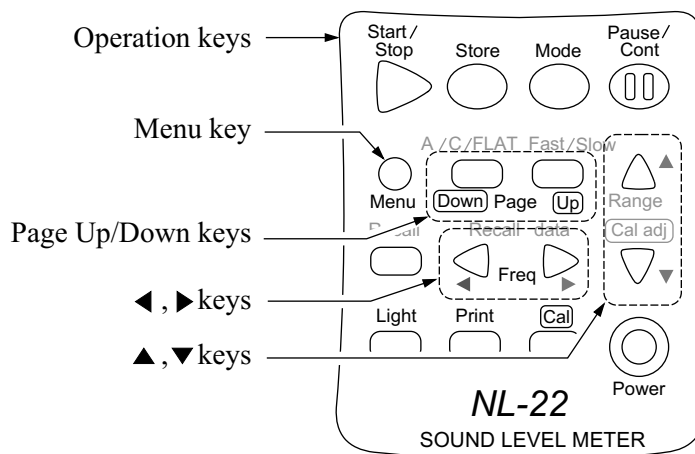 Operation keys
Start/
Stop
Store
Mode
Pause/
Cont
Menu key
A/C/FLAT
Fast/Slow
Menu
Down
Page
Up
Range
Page Up/Down keys
Recall
Recall data
Cal adj
◀, ▶ keys
Freq
Light
Print
Cal
▲, ▼ keys
Power
NL-22
SOUND LEVEL METER